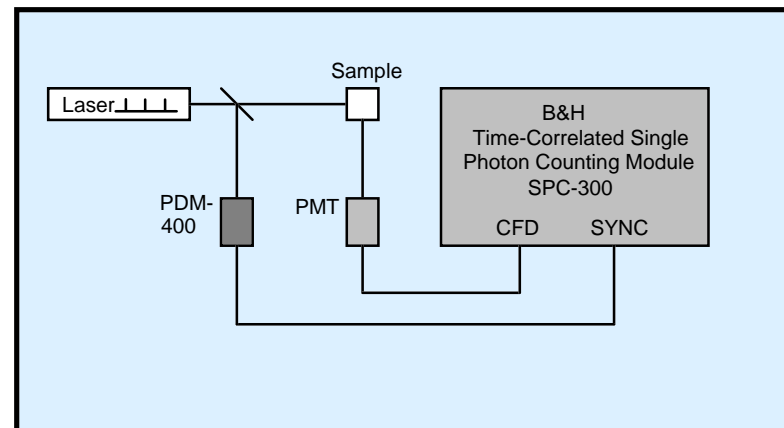 Sample
Laser
B&H
Time-Correlated Single
Photon Counting Module
SPC-300
PDM-
400
PMT
CFD SYNC